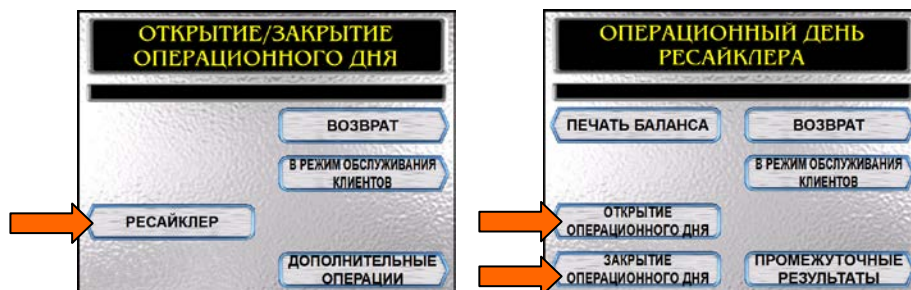 ОТКРЫТИЕ/ЗАКРЫТИЕ
ОПЕРАЦИОННОГО ДНЯ
ВОЗВРАТ
В РЕЖИМ ОБСЛУЖИВАНИЯ
КЛИЕНТОВ
РЕСАЙКЛЕР
ДОПОЛНИТЕЛЬНЫЕ
ОПЕРАЦИИ
ОПЕРАЦИОННЫЙ ДЕНЬ
РЕСАЙКЛЕРА
ПЕЧАТЬ БАЛАНСА
ВОЗВРАТ
В РЕЖИМ ОБСЛУЖИВАНИЯ
КЛИЕНТОВ
ОТКРЫТИЕ
ОПЕРАЦИОННОГО ДНЯ
ЗАКРЫТИЕ
ОПЕРАЦИОННОГО ДНЯ
ПРОМЕЖУТОЧНЫЕ
РЕЗУЛЬТАТЫ